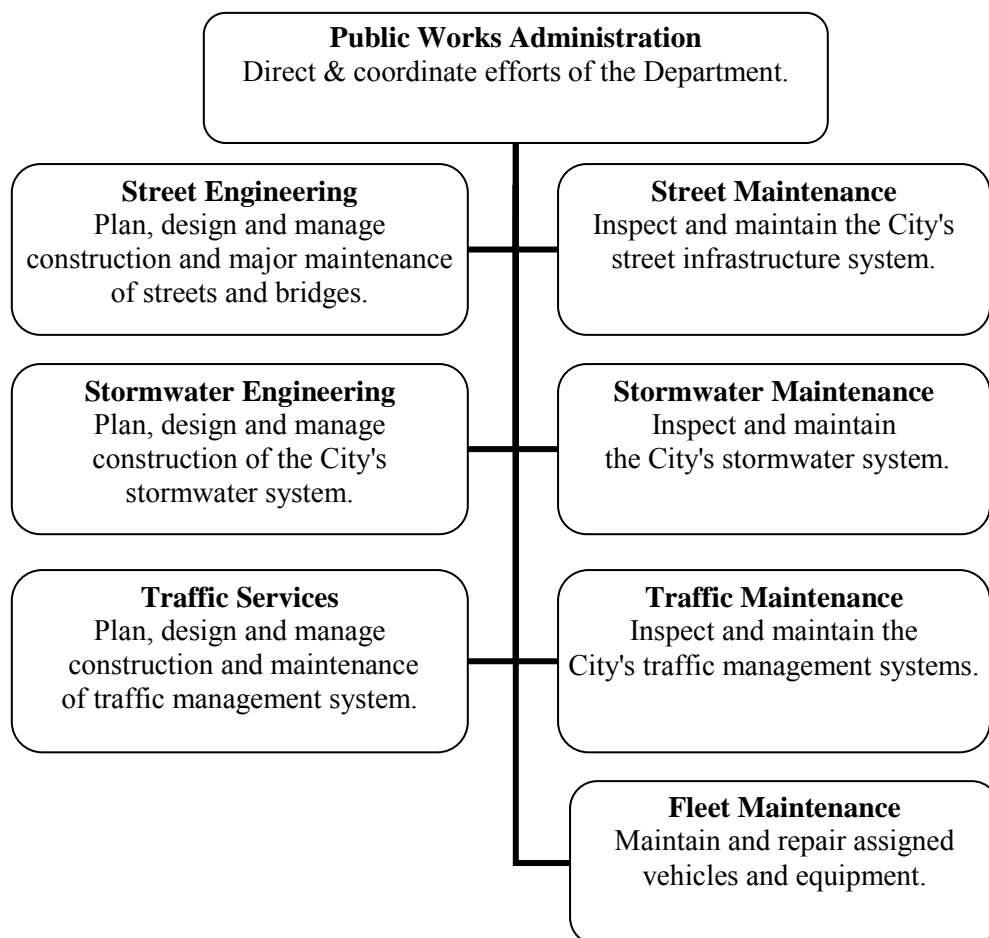 Public Works Administration
Direct & coordinate efforts of the Department.
Street Engineering
Plan, design and manage
construction and major maintenance
of streets and bridges.
Street Maintenance
Inspect and maintain the City's
street infrastructure system.
Stormwater Engineering
Plan, design and manage
construction of the City's
stormwater system.
Stormwater Maintenance
Inspect and maintain
the City's stormwater system.
Traffic Services
Plan, design and manage
construction and maintenance
of traffic management system.
Traffic Maintenance
Inspect and maintain the
City's traffic management systems.
Fleet Maintenance
Maintain and repair assigned
vehicles and equipment.